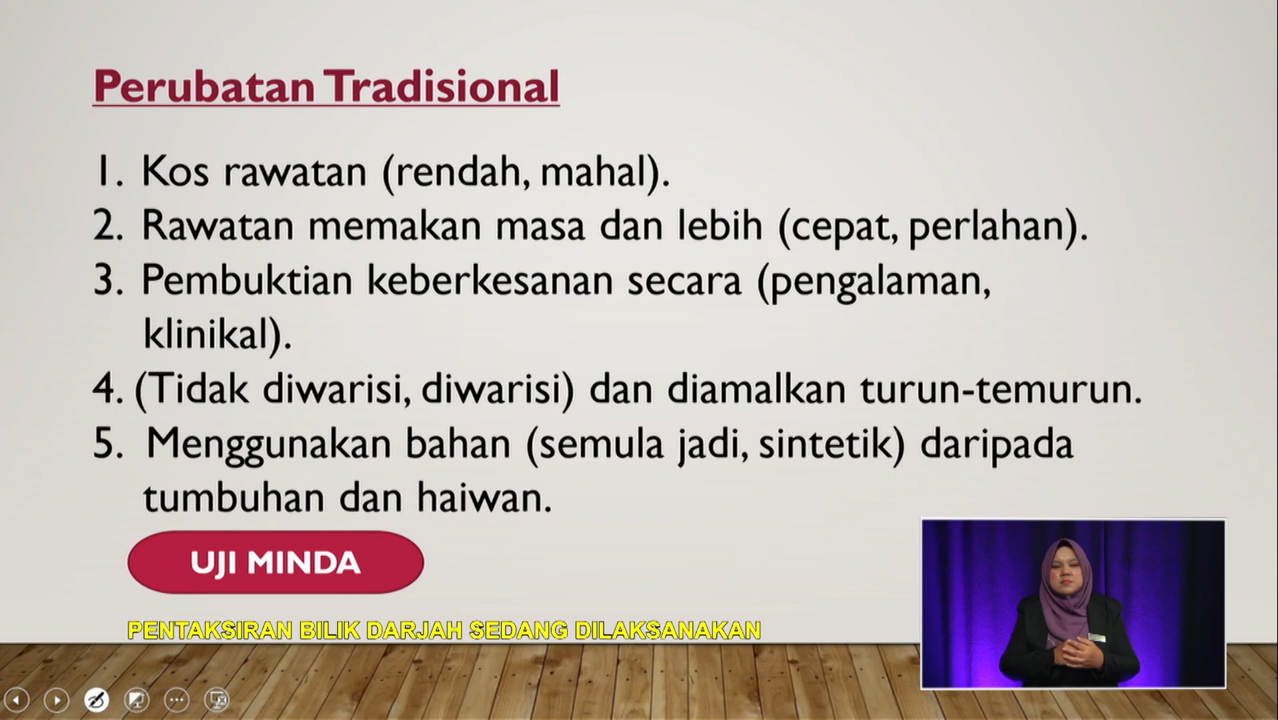 Perubatan Tradisional
1. Kos rawatan (rendah, mahal).
2. Rawatan memakan masa dan lebih (cepat, perlahan).
3. Pembuktian keberkesanan secara (pengalaman,
klinikal).
4. (Tidak diwarisi, diwarisi) dan diamalkan turun-temurun.
5. Menggunakan bahan (semula jadi, sintetik) daripada
tumbuhan dan haiwan.
UJI MINDA
PENTAKSIRAN BILIK DARJAH SEDANG DILAKSANAKAN